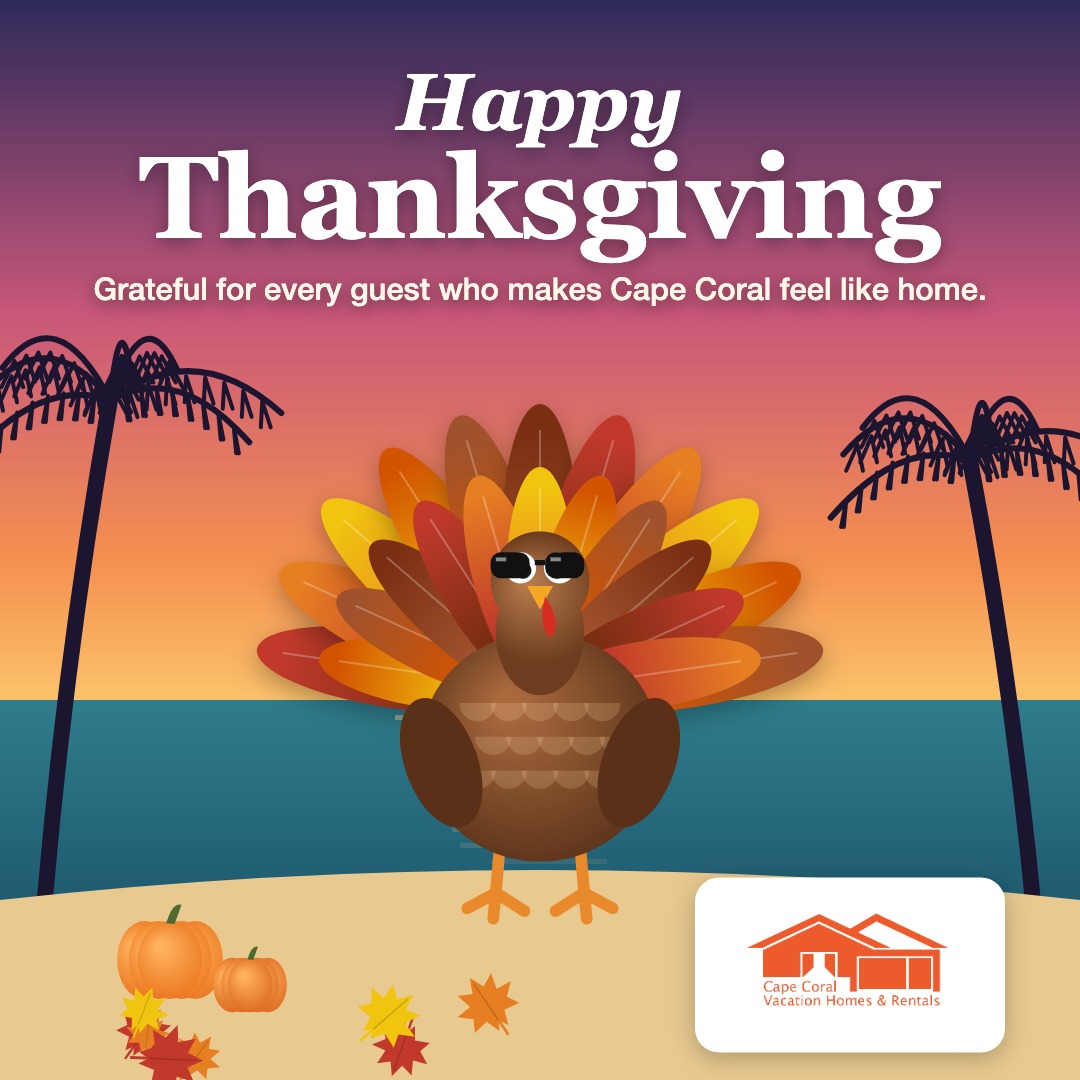 Happy
Thanksgiving
Grateful for every guest who makes Cape Coral feel like home.
Cape Coral
Vacation Homes & Rentals